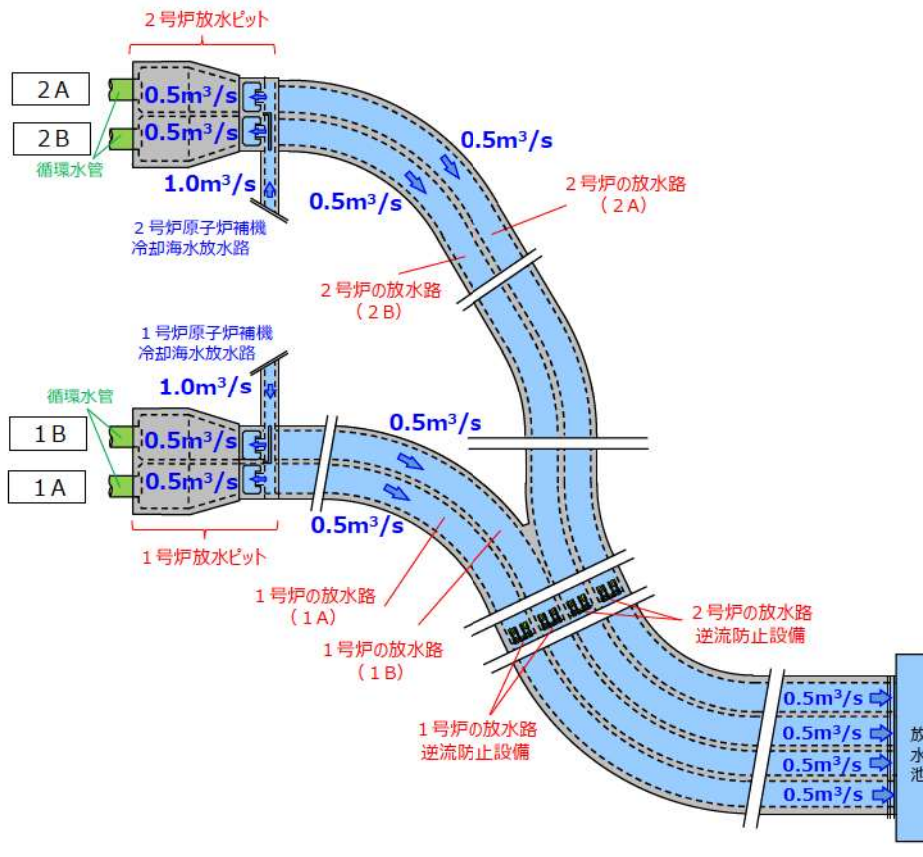 2号炉放水ピット
2A
0.5m³/s
2B
0.5m³/s
循環水管
1.0m³/s
2号炉原子炉補機
冷却海水放水路
0.5m³/s
0.5m³/s
2号炉の放水路
(2A)
2号炉の放水路
(2B)
1号炉原子炉補機
冷却海水放水路
1.0m³/s
循環水管
1B
0.5m³/s
1A
0.5m³/s
0.5m³/s
0.5m³/s
1号炉放水ピット
1号炉の放水路
(1A)
1号炉の放水路
(1B)
2号炉の放水路
逆流防止設備
1号炉の放水路
逆流防止設備
0.5m³/s
0.5m³/s
0.5m³/s
0.5m³/s
放水池